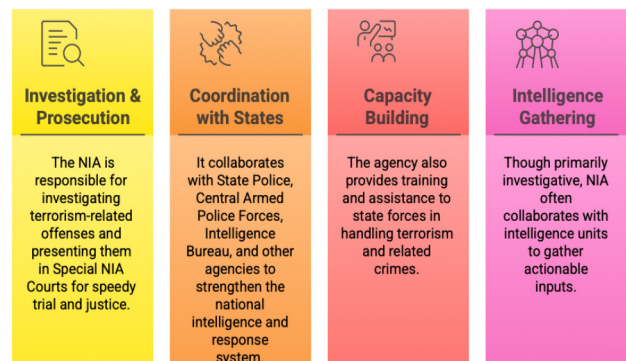 Investigation &
Prosecution
The NIA is
responsible for
investigating
terrorism-related
offenses and
presenting them
in Special NIA
Courts for speedy
trial and justice.
Coordination
with States
It collaborates
with State Police,
Central Armed
Police Forces,
Intelligence
Bureau, and other
agencies to
strengthen the
national
intelligence and
response
system.
Capacity
Building
The agency also
provides training
and assistance to
state forces in
handling terrorism
and related
crimes.
Intelligence
Gathering
Though primarily
investigative, NIA
often
collaborates with
intelligence units
to gather
actionable
inputs.